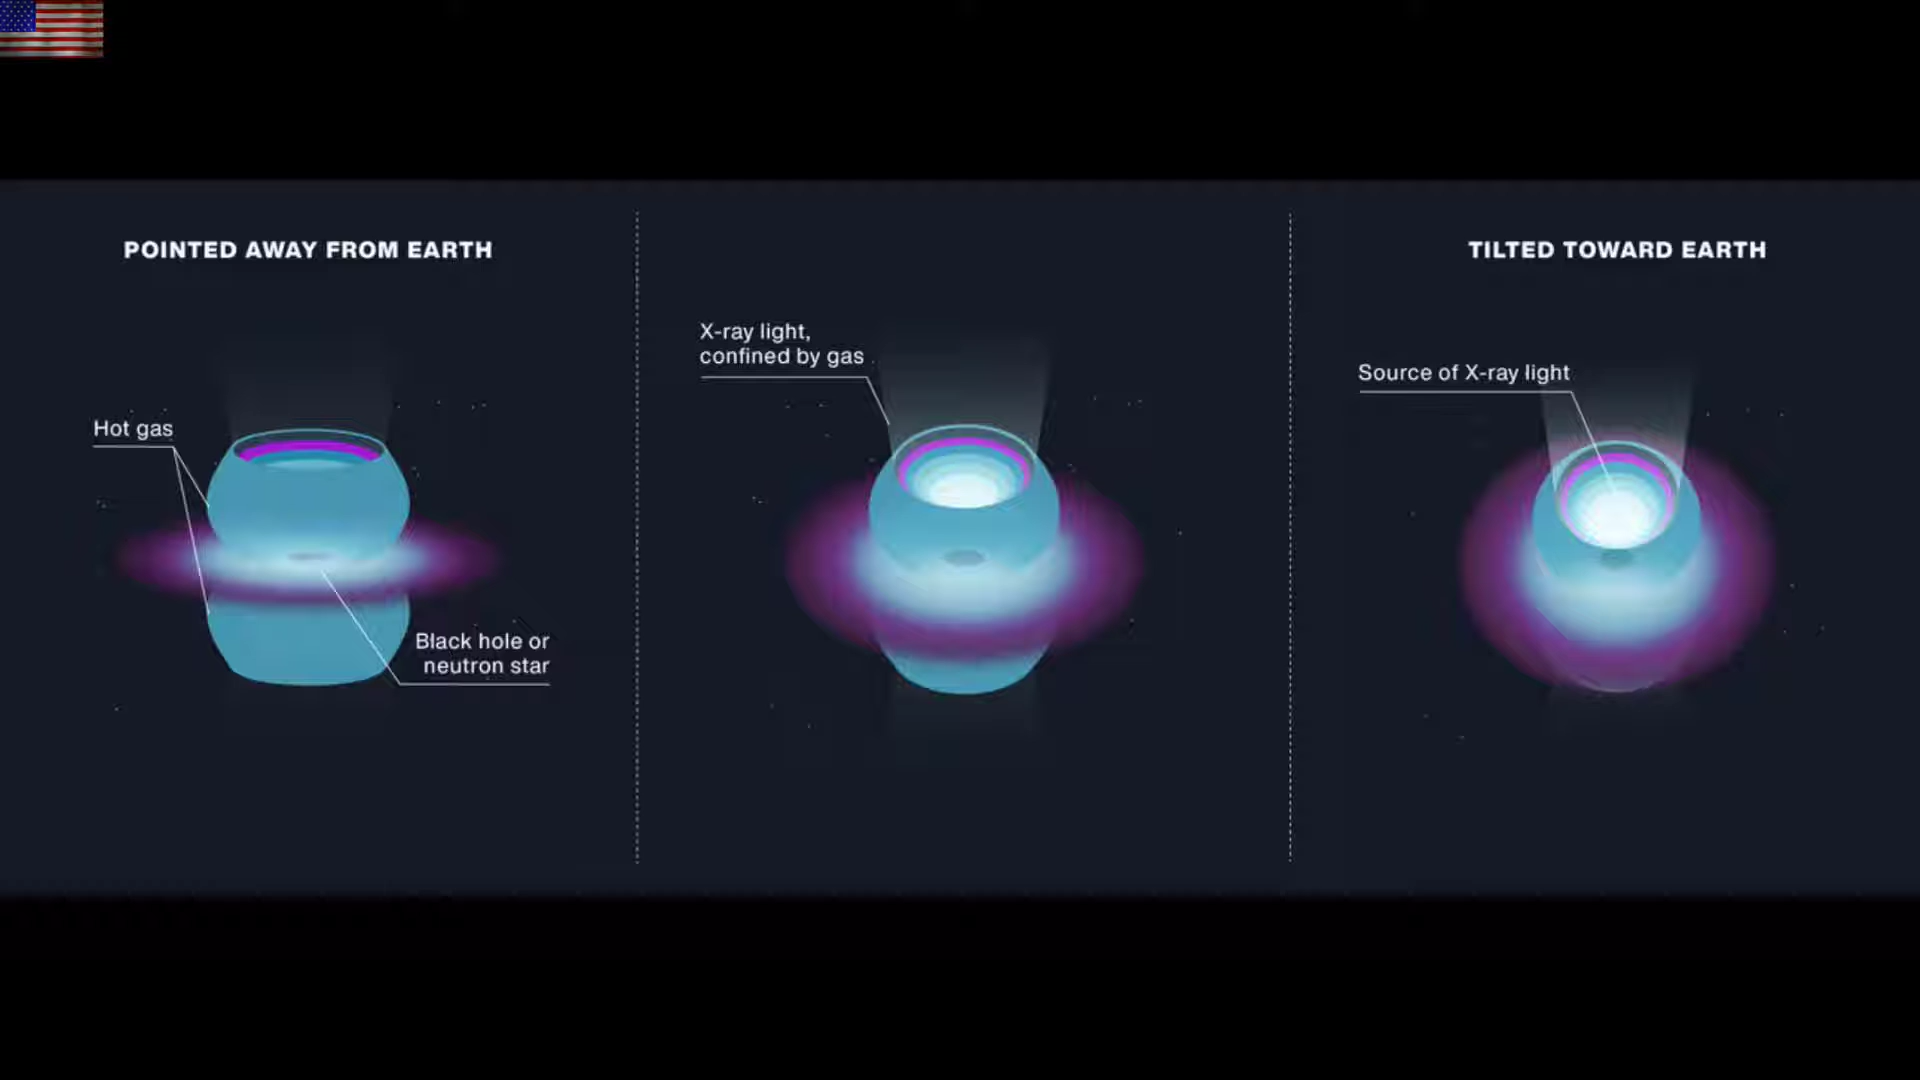 POINTED AWAY FROM EARTH
Hot gas
Black hole or
neutron star
X-ray light,
confined by gas
TILTED TOWARD EARTH
Source of X-ray light